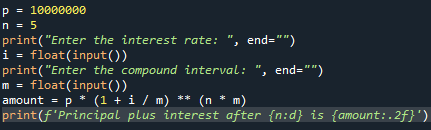 p = 10000000
n = 5
print("Enter the interest rate: ", end="")
i = float(input())
print("Enter the compound interval: ", end="")
m = float(input())
amount = p * (1 + i / m) ** (n * m)
print(f'Principal plus interest after {n:d} is {amount:.2f}')